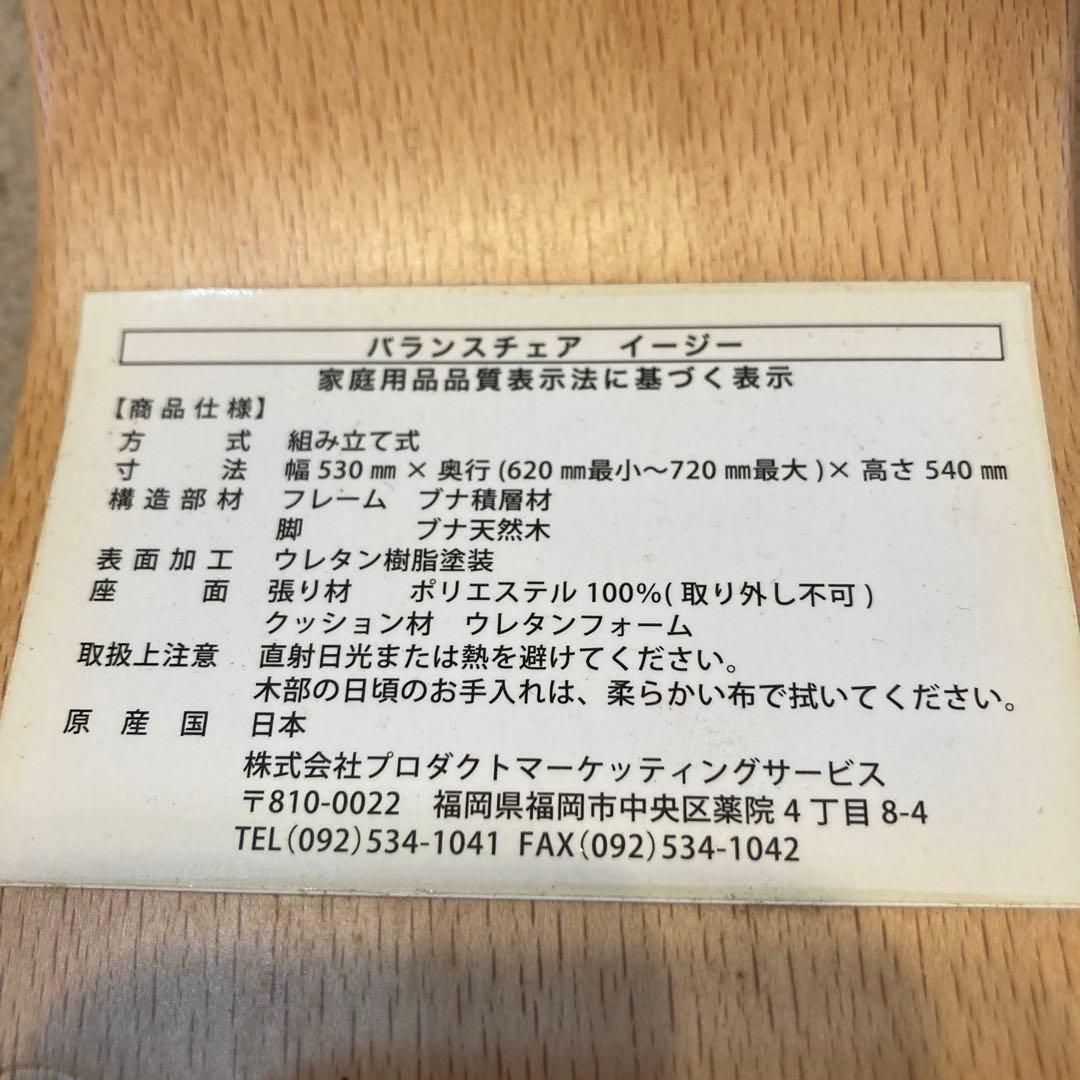 バランスチェア　イージー
家庭用品品質表示法に基づく表示
【商品仕様】
方式　組み立て式
寸法　幅 530 ㎜ × 奥行 (620 ㎜最小～720 ㎜最大 )× 高さ 540 ㎜
構造部材　フレーム　ブナ積層材
脚　ブナ天然木
表面加工　ウレタン樹脂塗装
座面　張り材　ポリエステル 100%( 取り外し不可 )
クッション材　ウレタンフォーム
取扱上注意　直射日光または熱を避けてください。
木部の日頃のお手入れは、柔らかい布で拭いてください。
原産国　日本
株式会社プロダクトマーケッティングサービス
〒810-0022　福岡県福岡市中央区薬院 4 丁目 8-4
TEL(092)534-1041 FAX(092)534-1042